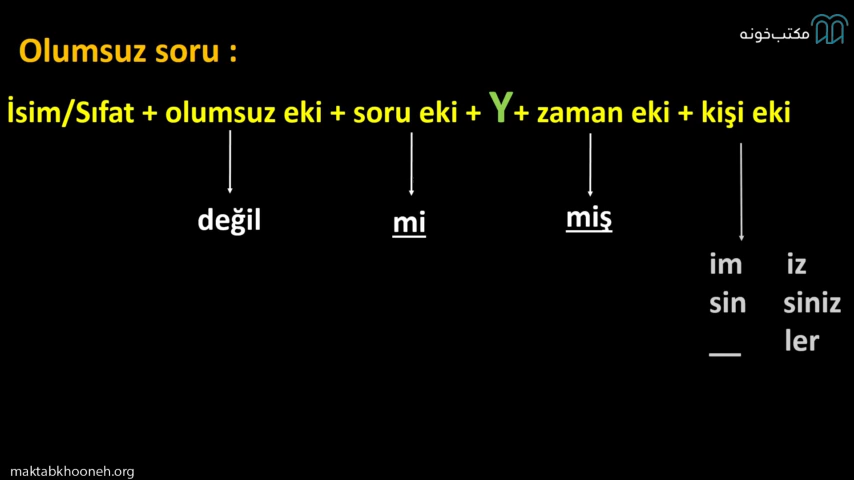 مکتب‌خونه
Olumsuz soru :
İsim/Sıfat + olumsuz eki + soru eki + Y+ zaman eki + kişi eki
değil mi miş
im iz
sin siniz
__ ler
maktabkhooneh.org